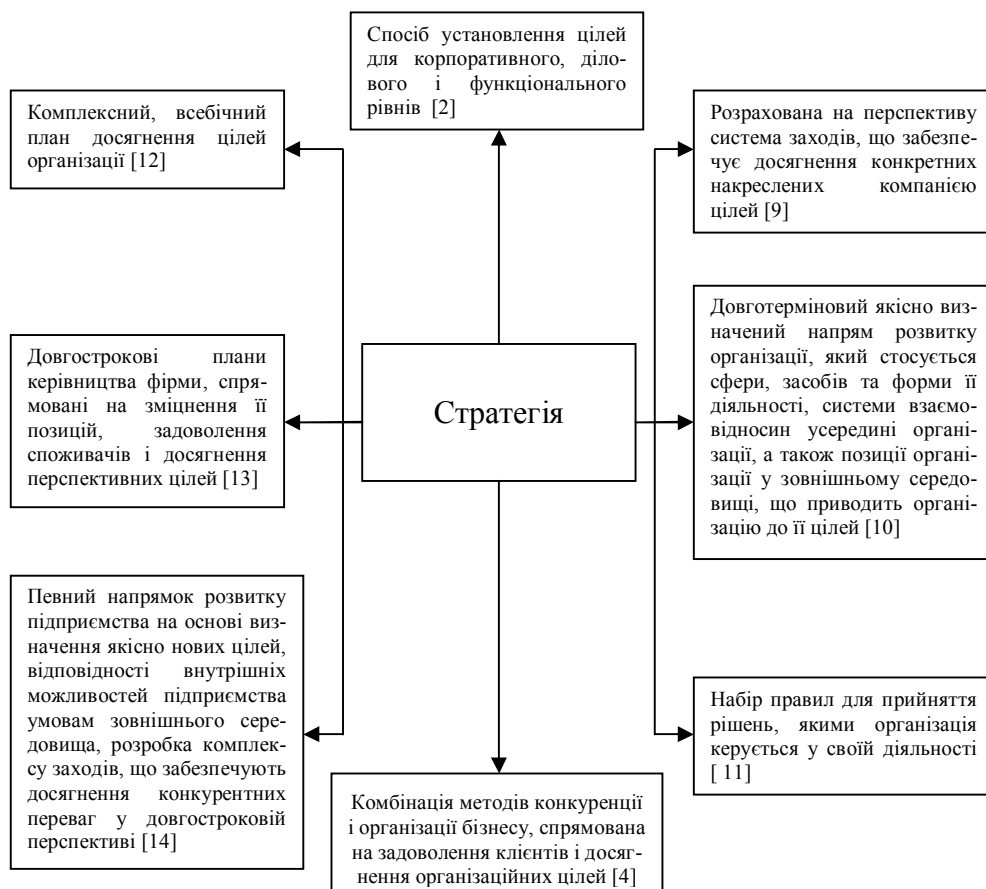 Спосіб установлення цілей
для корпоративного, діло-
вого і функціонального
рівнів [2]
Комплексний, всебічний
план досягнення цілей
організації [12]
Розрахована на перспективу
система заходів, що забезпе-
чує досягнення конкретних
накреслених компанією
цілей [9]
Довгострокові плани
керівництва фірми, спря-
мовані на зміцнення її
позицій, задоволення
споживачів і досягнення
перспективних цілей [13]
Стратегія
Довготерміновий якісно виз-
начений напрям розвитку
організації, який стосується
сфери, засобів та форми її
діяльності, системи взаємо-
відносин усередині організа-
ції, а також позиції органі-
зації у зовнішньому середо-
вищі, що приводить органі-
зацію до її цілей [10]
Певний напрямок розвитку
підприємства на основі виз-
начення якісно нових цілей,
відповідності внутрішніх
можливостей підприємства
умовам зовнішнього сере-
довища, розробка комплек-
су заходів, що забезпечують
досягнення конкурентних
переваг у довгостроковій
перспективі [14]
Набір правил для прийняття
рішень, якими організація
керується у своїй діяльності
[ 11]
Комбінація методів конкуренції
і організації бізнесу, спрямована
на задоволення клієнтів і досяг-
нення організаційних цілей [4]